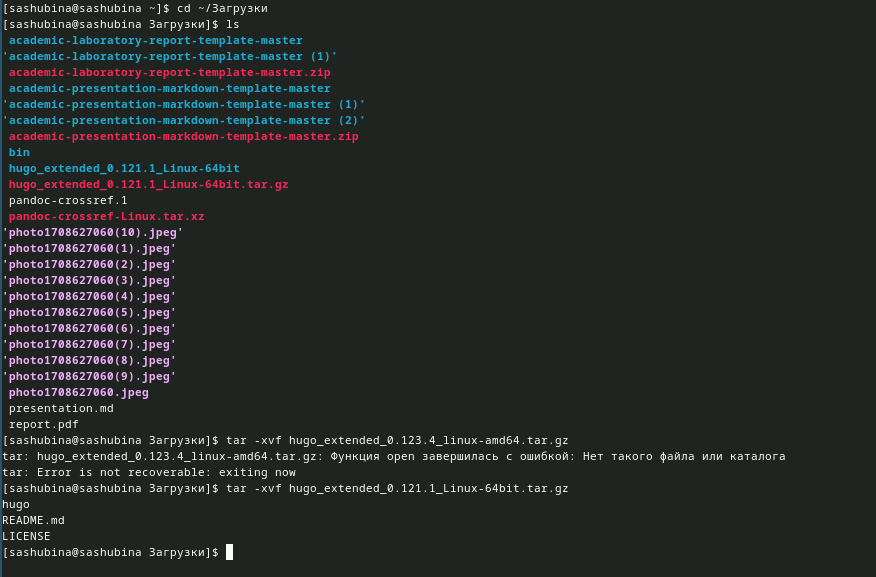 [sashubina@sashubina ~]$ cd ~/Загрузки
[sashubina@sashubina Загрузки]$ ls
academic-laboratory-report-template-master
'academic-laboratory-report-template-master (1)'
academic-laboratory-report-template-master.zip
academic-presentation-markdown-template-master
'academic-presentation-markdown-template-master (1)'
'academic-presentation-markdown-template-master (2)'
academic-presentation-markdown-template-master.zip
bin
hugo_extended_0.121.1_Linux-64bit
hugo_extended_0.121.1_Linux-64bit.tar.gz
pandoc-crossref.1
pandoc-crossref-Linux.tar.xz
'photo1708627060(10).jpeg'
'photo1708627060(1).jpeg'
'photo1708627060(2).jpeg'
'photo1708627060(3).jpeg'
'photo1708627060(4).jpeg'
'photo1708627060(5).jpeg'
'photo1708627060(6).jpeg'
'photo1708627060(7).jpeg'
'photo1708627060(8).jpeg'
'photo1708627060(9).jpeg'
photo1708627060.jpeg
presentation.md
report.pdf
[sashubina@sashubina Загрузки]$ tar -xvf hugo_extended_0.123.4_linux-amd64.tar.gz
tar: hugo_extended_0.123.4_linux-amd64.tar.gz: Функция open завершилась с ошибкой: Нет такого файла или каталога
tar: Error is not recoverable: exiting now
[sashubina@sashubina Загрузки]$ tar -xvf hugo_extended_0.121.1_Linux-64bit.tar.gz
hugo
README.md
LICENSE
[sashubina@sashubina Загрузки]$